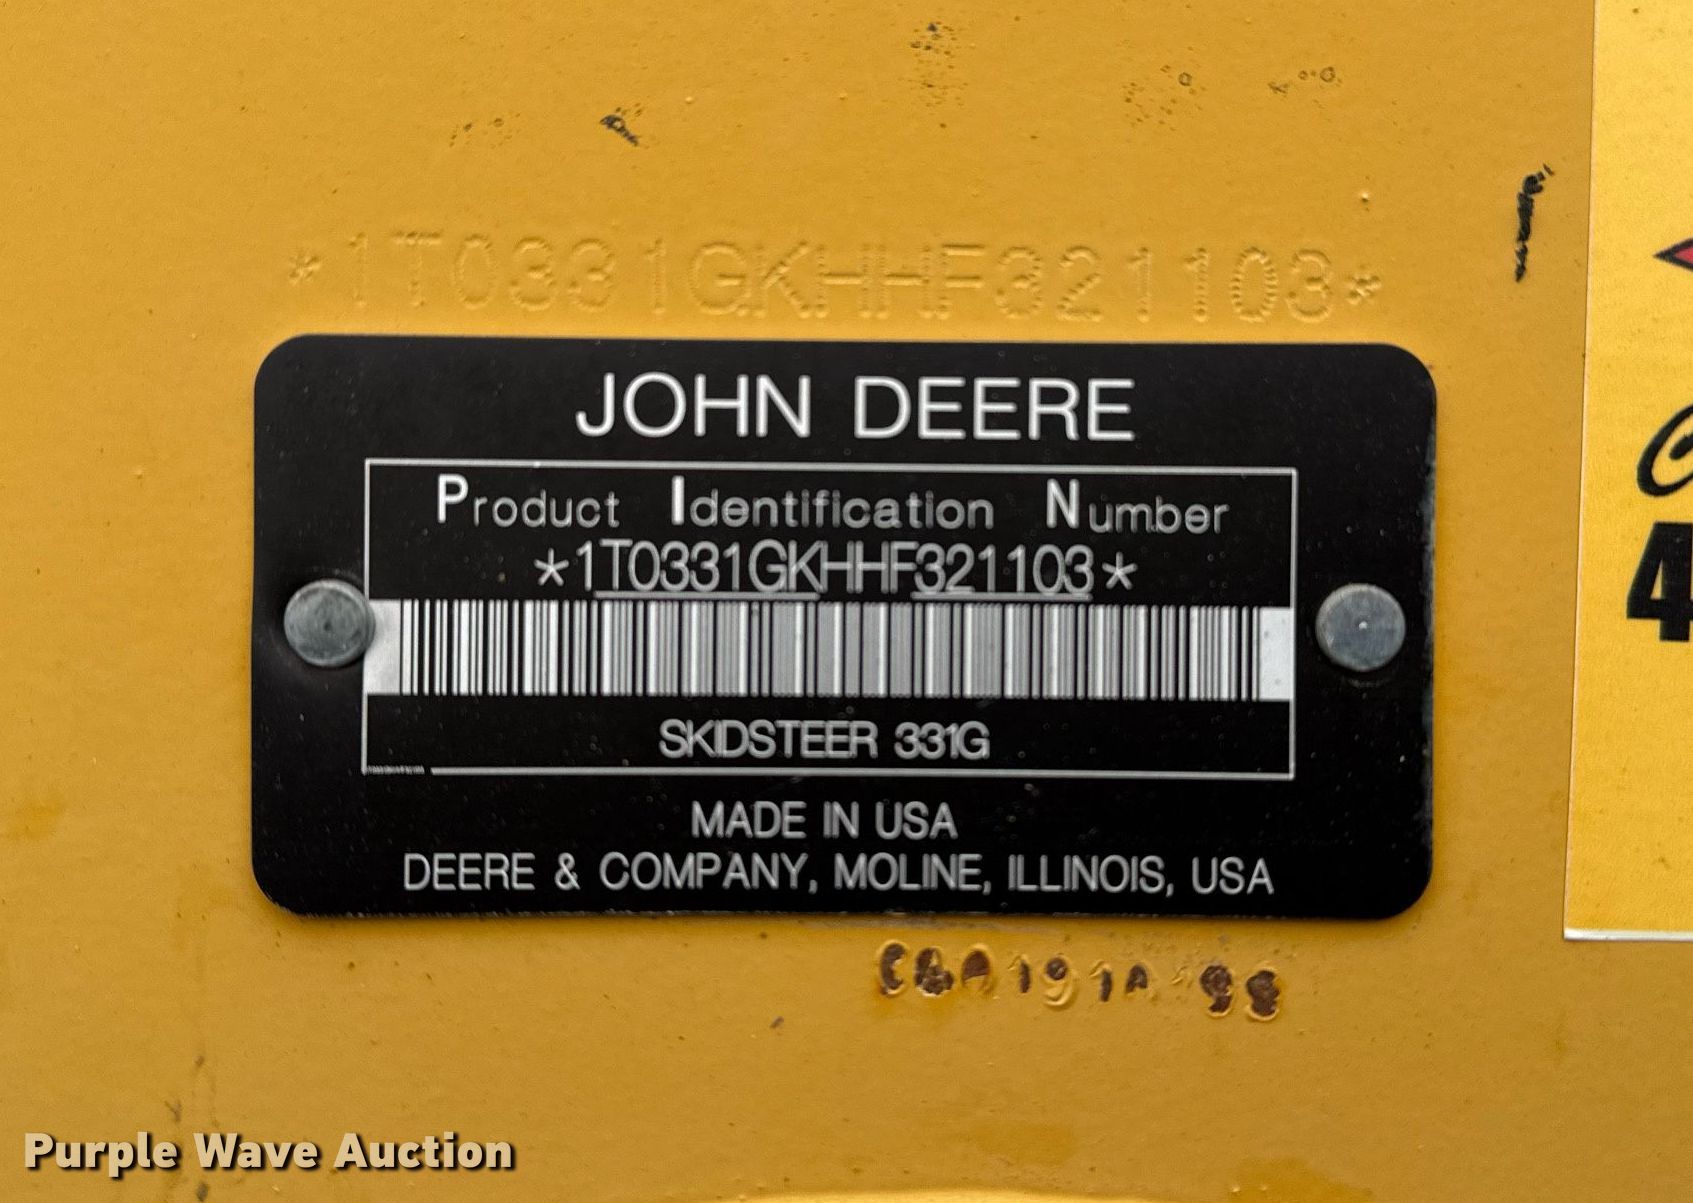 *1T0331GKHHF321103*
JOHN DEERE
Product Identification Number
*1T0331GKHHF321103*
SKIDSTEER 331G
MADE IN USA
DEERE & COMPANY, MOLINE, ILLINOIS, USA
4
Purple Wave Auction